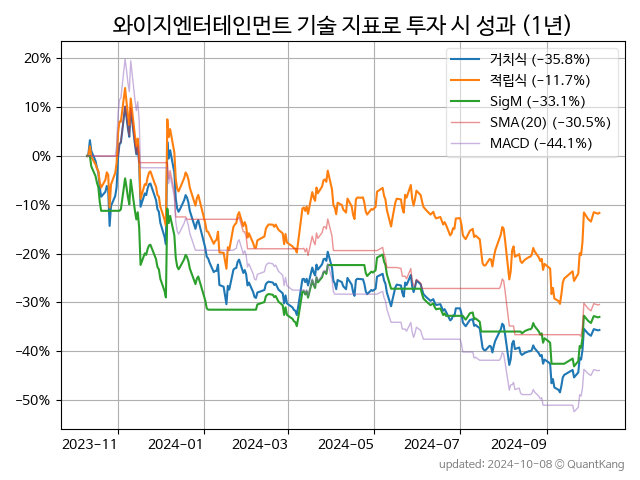 와이지엔터테인먼트 기술 지표로 투자 시 성과 (1년)
20%
10%
0%
−10%
−20%
−30%
−40%
−50%
거치식 (−35.8%)
적립식 (−11.7%)
SigM (−33.1%)
SMA(20) (−30.5%)
MACD (−44.1%)
2023-11 2024-01 2024-03 2024-05 2024-07 2024-09
updated: 2024-10-08 @ QuantKang